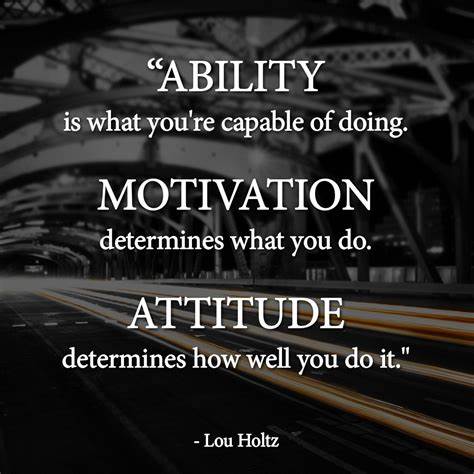 “ABILITY
is what you're capable of doing.
MOTIVATION
determines what you do.
ATTITUDE
determines how well you do it."
- Lou Holtz